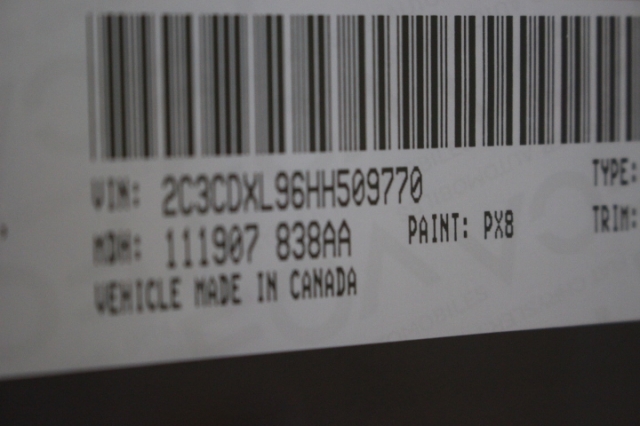 VIN: 2C3CDXL96HH509770
TYPE:
MDH: 111907 838AA
PAINT: PX8
TRIM:
VEHICLE MADE IN CANADA